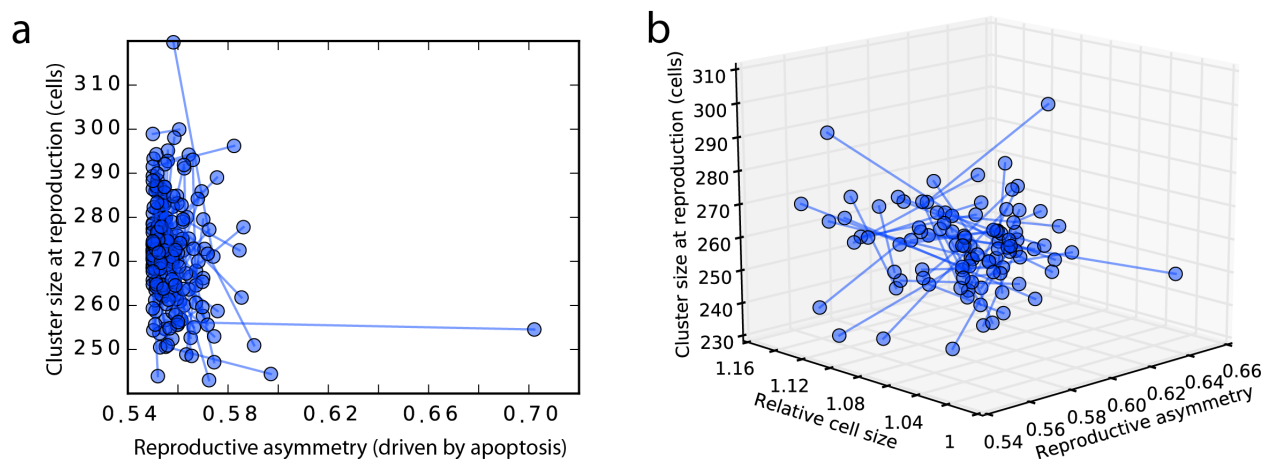 a
Cluster size at reproduction (cells)
310
300
290
280
270
260
250
0.54 0.58 0.62 0.66 0.70
Reproductive asymmetry (driven by apoptosis)
b
Cluster size at reproduction (cells)
310
300
290
280
270
260
250
240
230
1.16 1.12 1.08 1.04 1
Relative cell size
0.54 0.56 0.58 0.60 0.62 0.64 0.66
Reproductive asymmetry